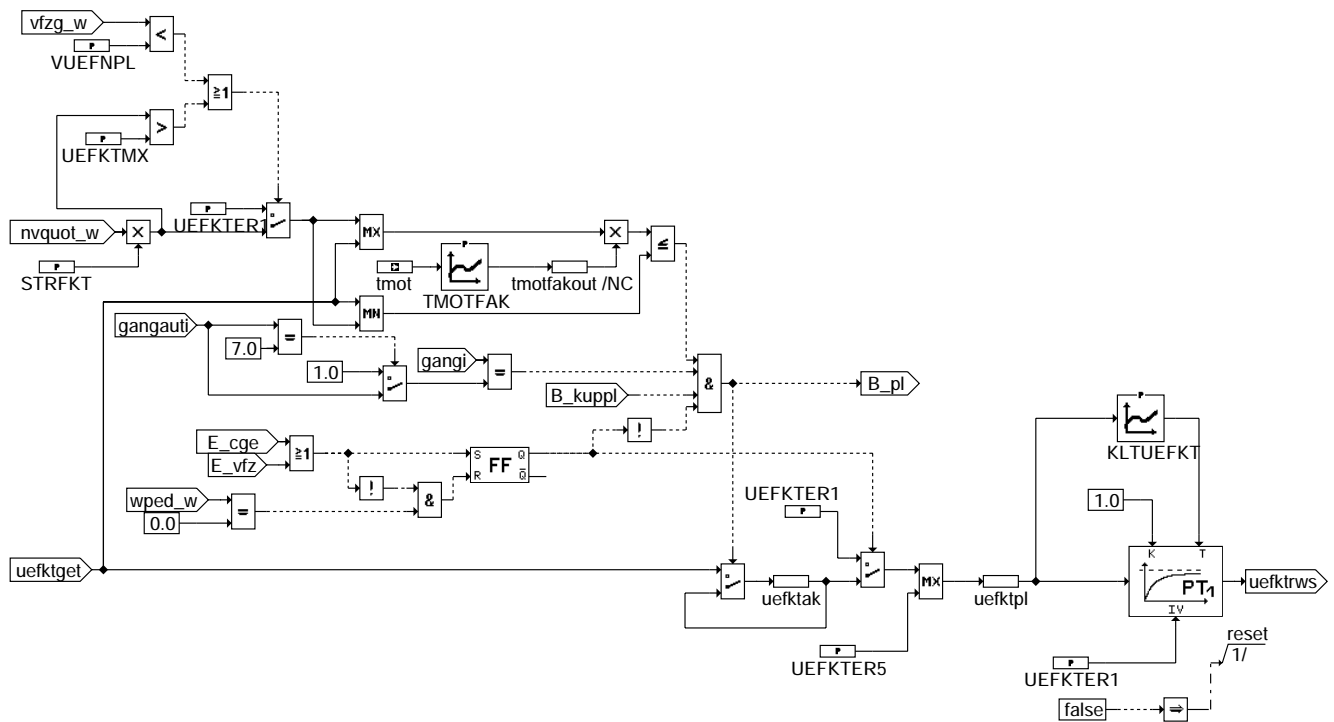 vfzg_w
P
<
VUEFNPL
≧1
>
P
UEFKTMX
P
UEFKTER1
nvquot_w
×
P
STRFKT
MX
×
≤
P
tmot
TMOTFAK
tmotfakout /NC
MN
gangauti
=
7.0
1.0
gangi
=
B_kuppl
&
B_pl
!
E_cge
E_vfz
≧1
S
Q
FF
R
Q̅
!
&
wped_w
0.0
=
P
KLTUEFKT
UEFKTER1
P
1.0
K
T
PT1
IV
uefktget
uefktak
MX
uefktpl
uefktrws
P
UEFKTER5
P
UEFKTER1
reset
1/
false
⇒